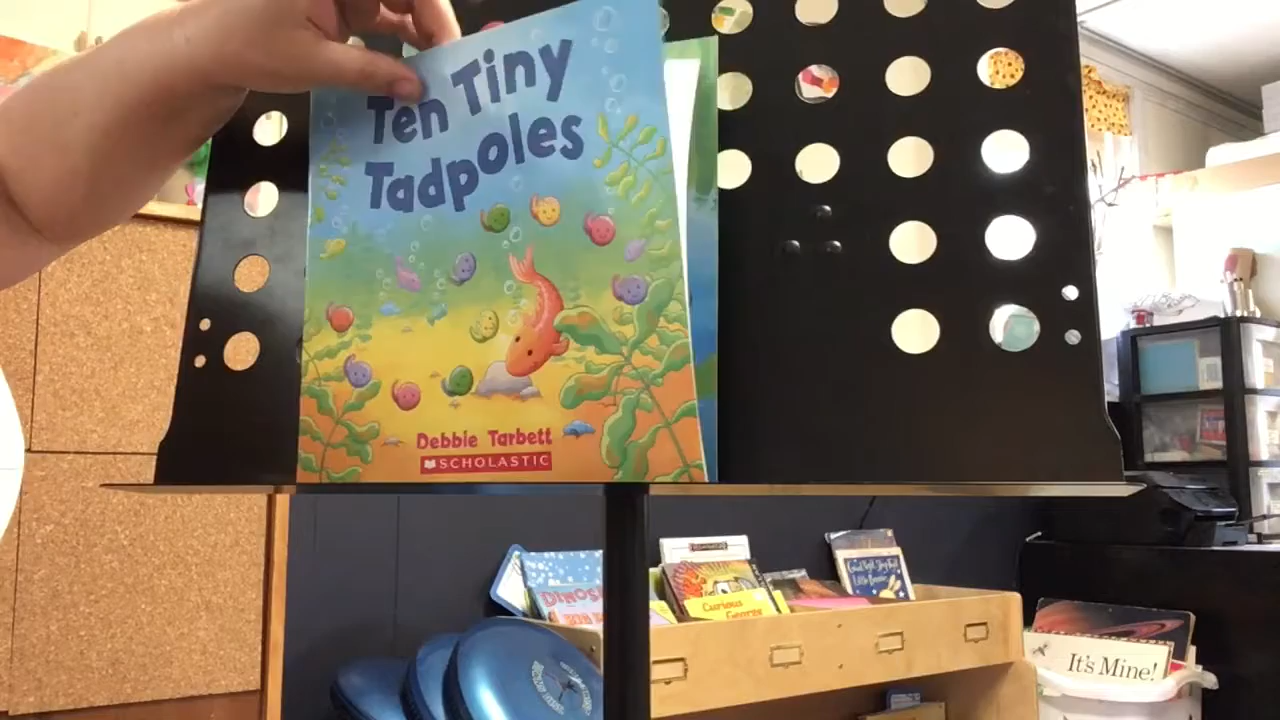 Ten Tiny
Tadpoles
Debbie Tarbett
SCHOLASTIC
Curious
George
It's Mine!